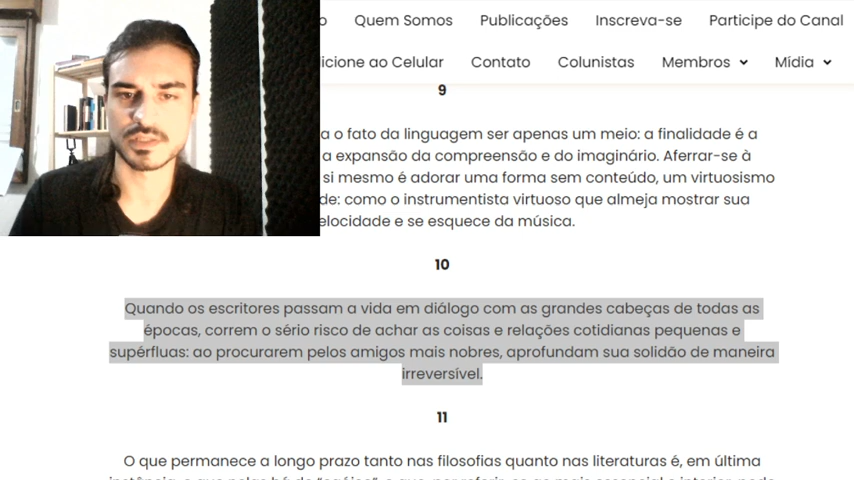 Quem Somos Publicações Inscreva-se Participe do Canal
ao Celular Contato Colunistas Membros Mídia
9
a o fato da linguagem ser apenas um meio: a finalidade é a
a expansão da compreensão e do imaginário. Aferrar-se à
si mesmo é adorar uma forma sem conteúdo, um virtuosismo
como o instrumentista virtuoso que almeja mostrar sua
e se esquece da música.
10
Quando os escritores passam a vida em diálogo com as grandes cabeças de todas as
épocas, correm o sério risco de achar as coisas e relações cotidianas pequenas e
supérfluas: ao procurarem pelos amigos mais nobres, aprofundam sua solidão de maneira
irreversível.
11
O que permanece a longo prazo tanto nas filosofias quanto nas literaturas é, em última